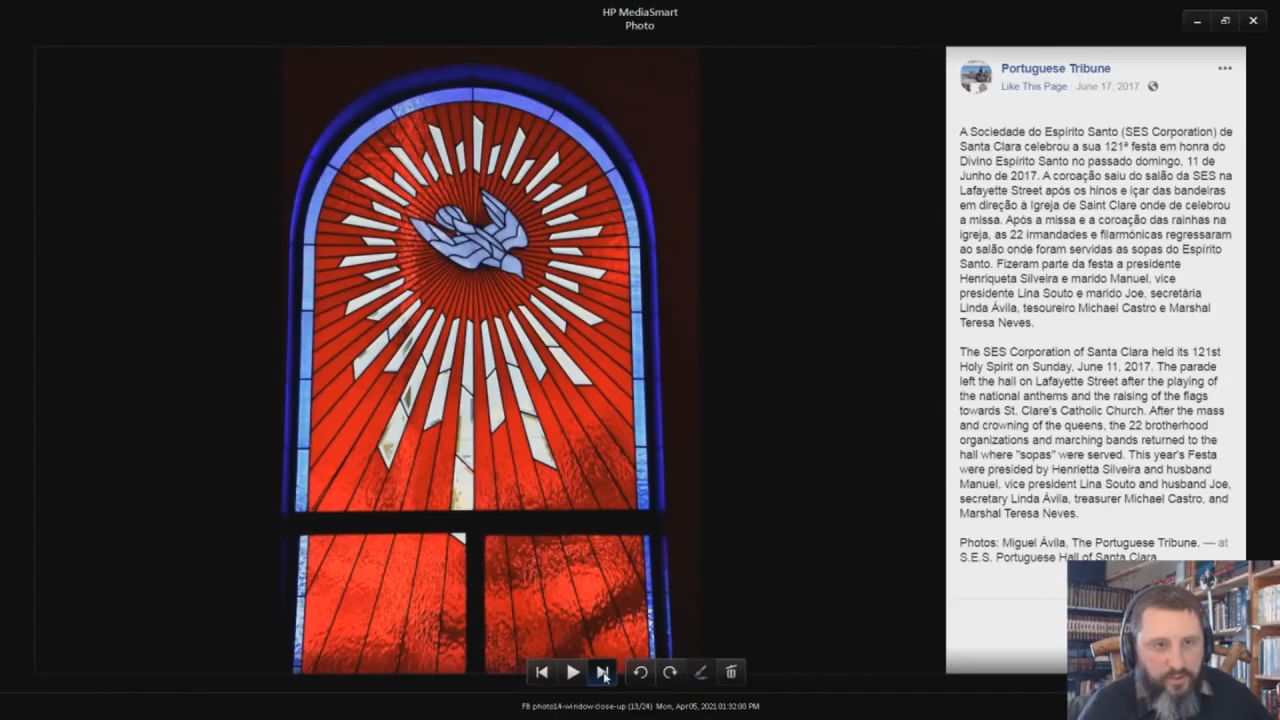 HP MediaSmart
Photo
Portuguese Tribune
Like This Page · June 17, 2017
A Sociedade do Espírito Santo (SES Corporation) de
Santa Clara celebrou a sua 121ª festa em honra do
Divino Espírito Santo no passado domingo, 11 de
Junho de 2017. A coroação saiu do salão da SES na
Lafayette Street após os hinos e içar das bandeiras
em direção à Igreja de Saint Clare onde de celebrou
a missa. Após a missa e a coroação das rainhas na
igreja, as 22 irmandades e filarmónicas regressaram
ao salão onde foram servidas as sopas do Espírito
Santo. Fizeram parte da festa a presidente
Henriqueta Silveira e marido Manuel, vice
presidente Lina Souto e marido Joe, secretária
Linda Ávila, tesoureiro Michael Castro e Marshal
Teresa Neves.
The SES Corporation of Santa Clara held its 121st
Holy Spirit on Sunday, June 11, 2017. The parade
left the hall on Lafayette Street after the playing of
the national anthems and the raising of the flags
towards St. Clare's Catholic Church. After the mass
and crowning of the queens, the 22 brotherhood
organizations and marching bands returned to the
hall where "sopas" were served. This year's Festa
were presided by Henrietta Silveira and husband
Manuel, vice president Lina Souto and husband Joe,
secretary Linda Ávila, treasurer Michael Castro, and
Marshal Teresa Neves.
Photos: Miguel Ávila, The Portuguese Tribune. — at
S.E.S. Portuguese Hall of Santa Clara
FB photo14-window close-up (13/24) Mon, Apr 05, 2021 01:32:00 PM